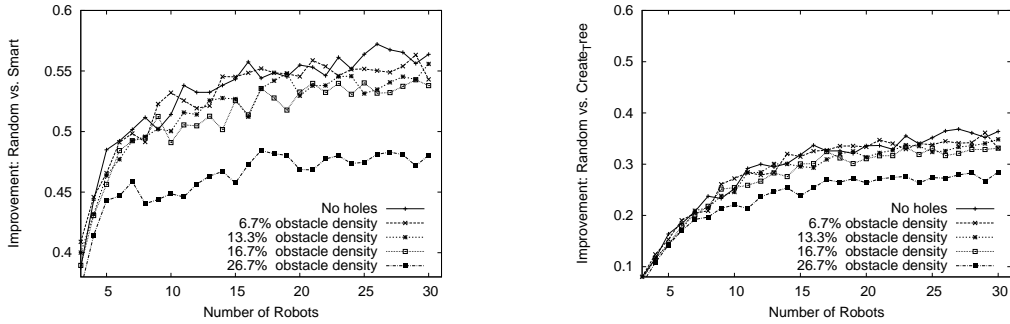 Improvement: Random vs. Smart
0.6
0.55
0.5
0.45
0.4
No holes
6.7% obstacle density
13.3% obstacle density
16.7% obstacle density
26.7% obstacle density
5 10 15 20 25 30
Number of Robots
Improvement: Random vs. Create_Tree
0.6
0.5
0.4
0.3
0.2
0.1
No holes
6.7% obstacle density
13.3% obstacle density
16.7% obstacle density
26.7% obstacle density
5 10 15 20 25 30
Number of Robots